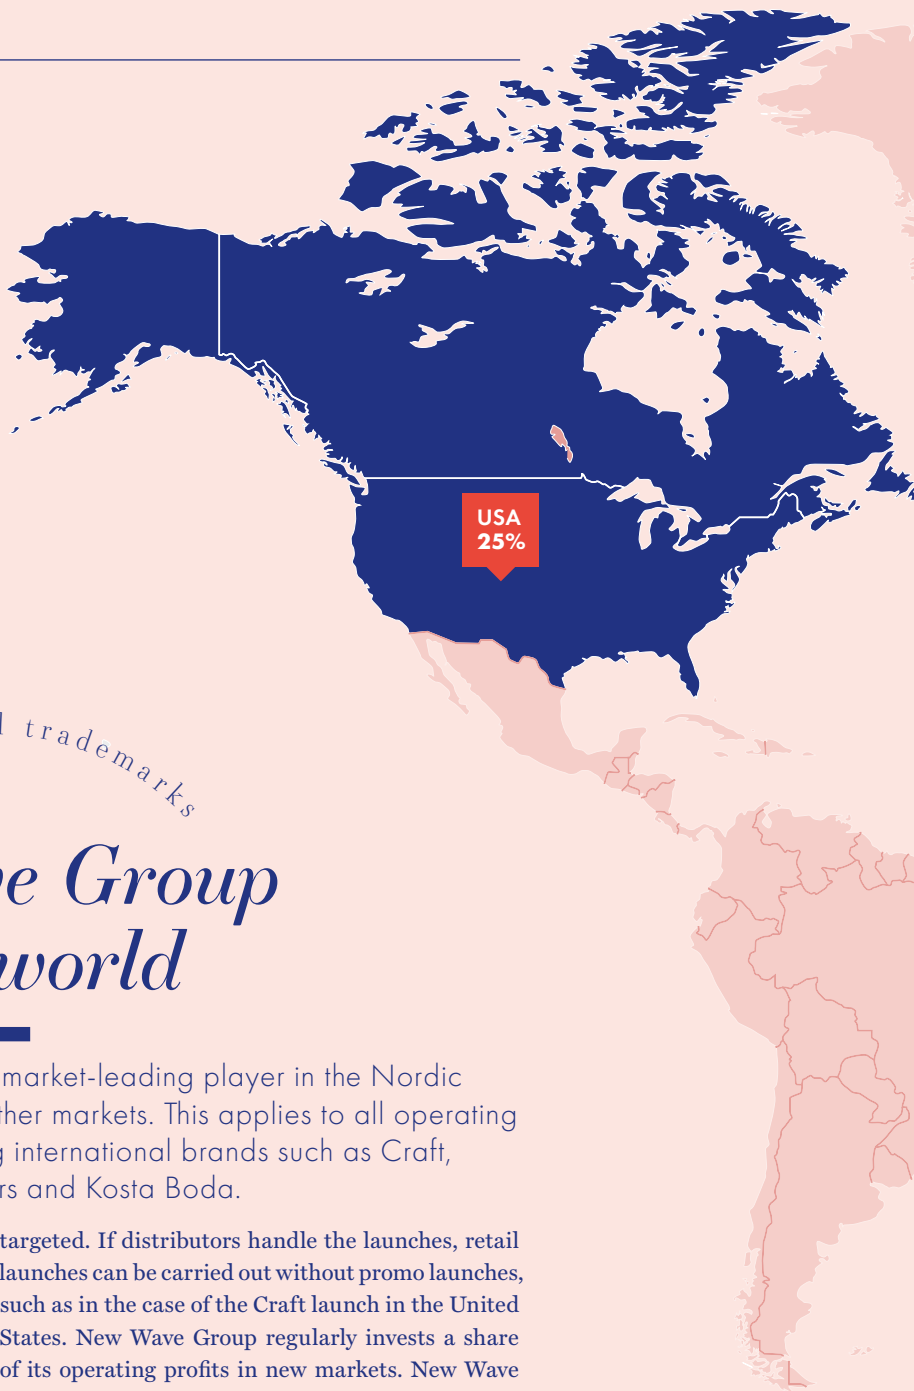 USA
25%
trademarks
Group
world
market-leading player in the Nordic
markets. This applies to all operating
international brands such as Craft,
and Kosta Boda.
targeted. If distributors handle the launches, retail
launches can be carried out without promo launches,
such as in the case of the Craft launch in the United
States. New Wave Group regularly invests a share
of its operating profits in new markets. New Wave